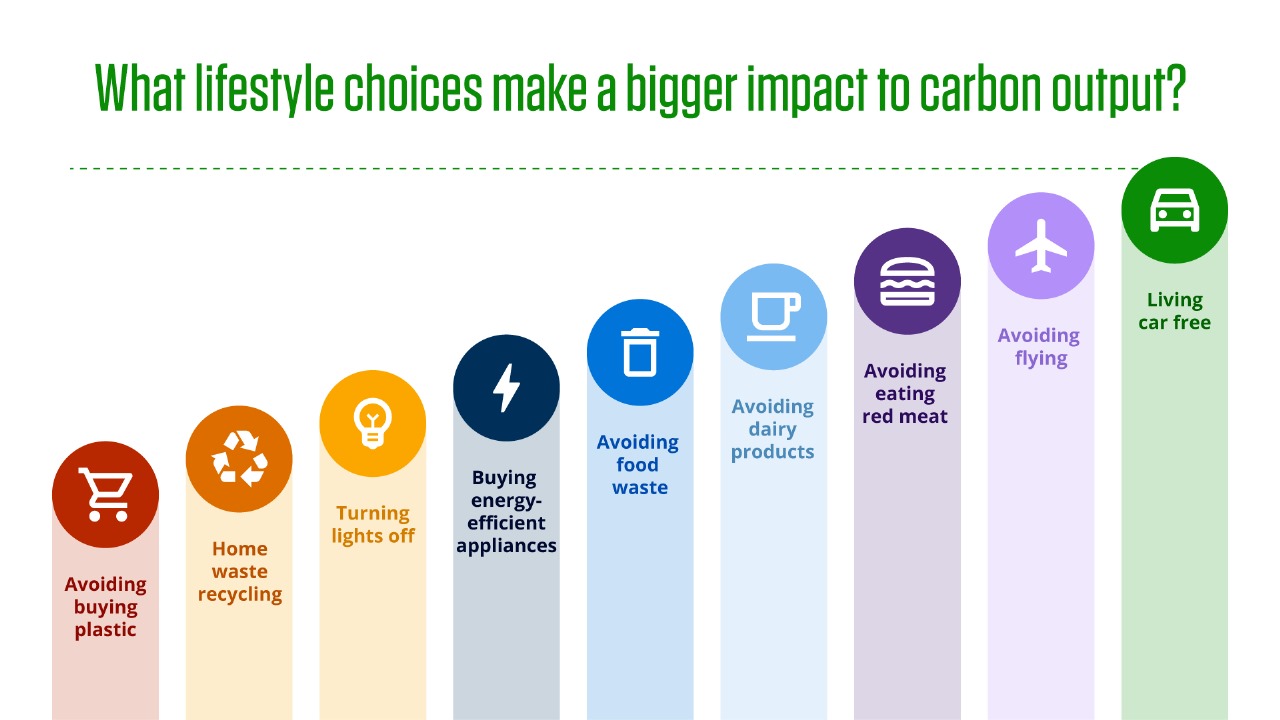 What lifestyle choices make a bigger impact to carbon output?
Avoiding
buying
plastic
Home
waste
recycling
Turning
lights off
Buying
energy-
efficient
appliances
Avoiding
food
waste
Avoiding
dairy
products
Avoiding
eating
red meat
Avoiding
flying
Living
car free